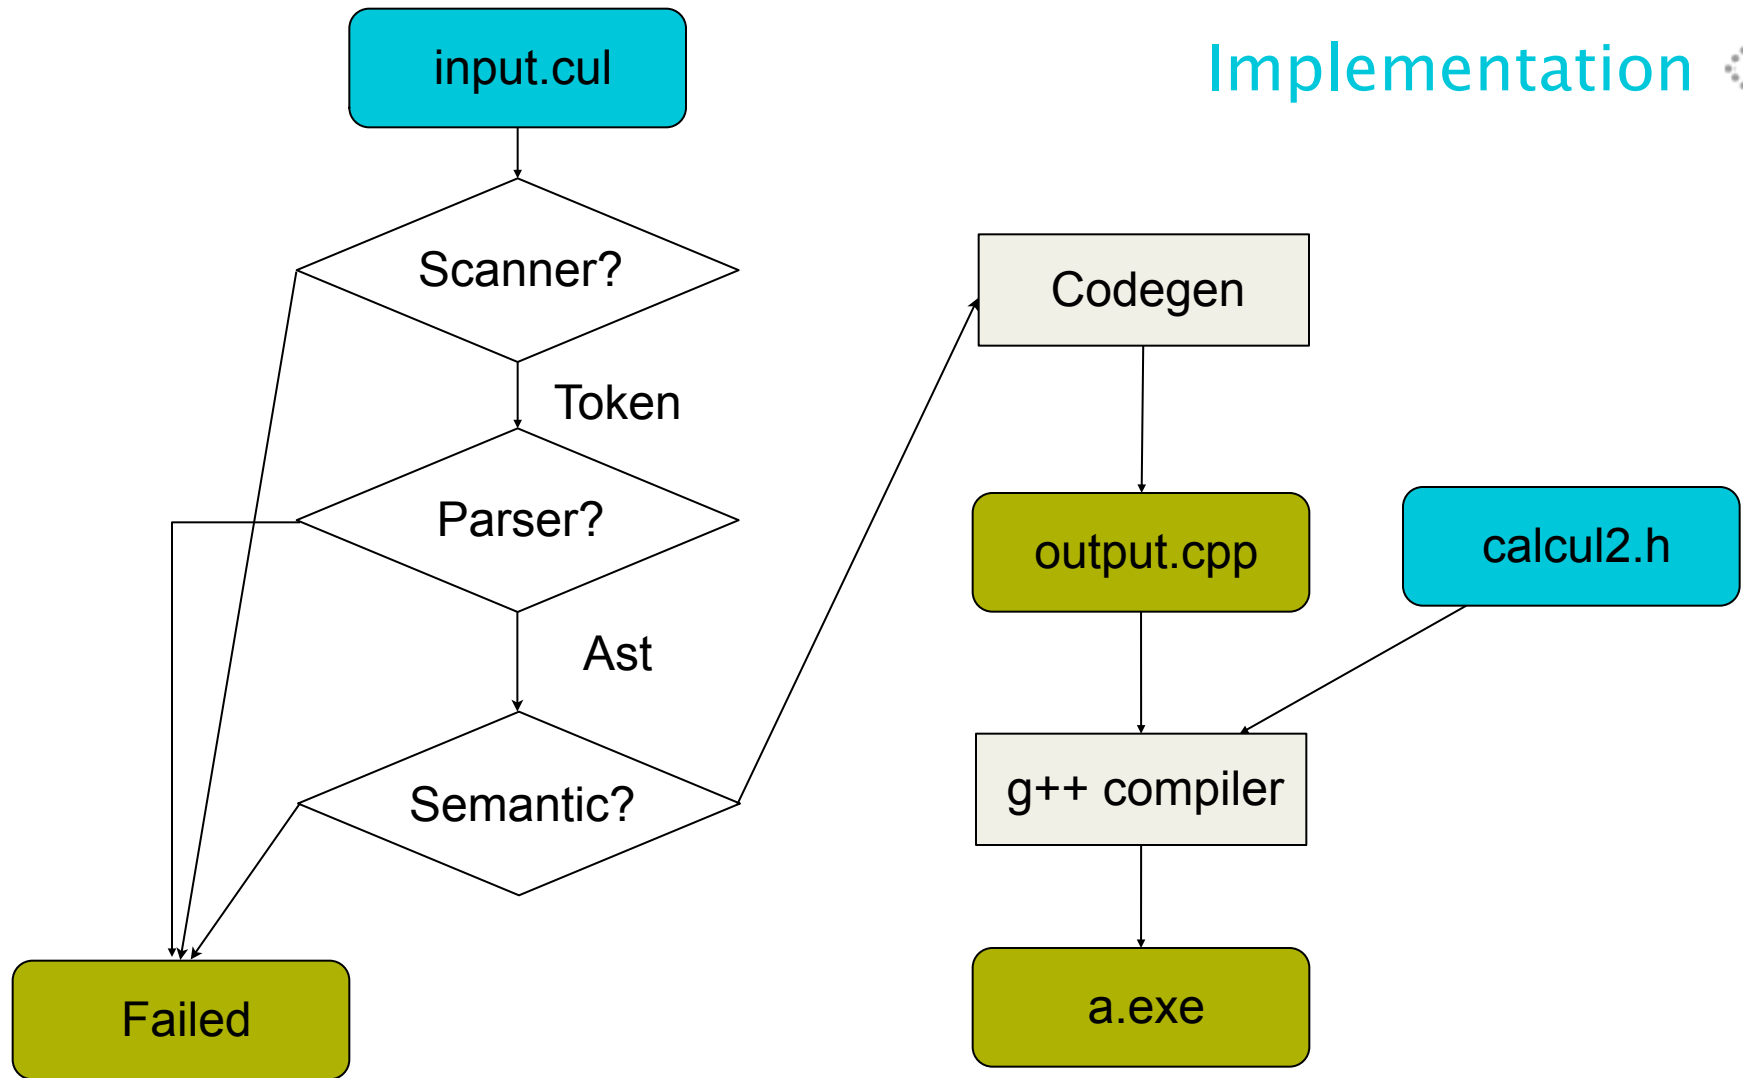 Implementation
input.cul
Scanner?
Token
Parser?
Ast
Semantic?
Failed
Codegen
output.cpp
calcul2.h
g++ compiler
a.exe